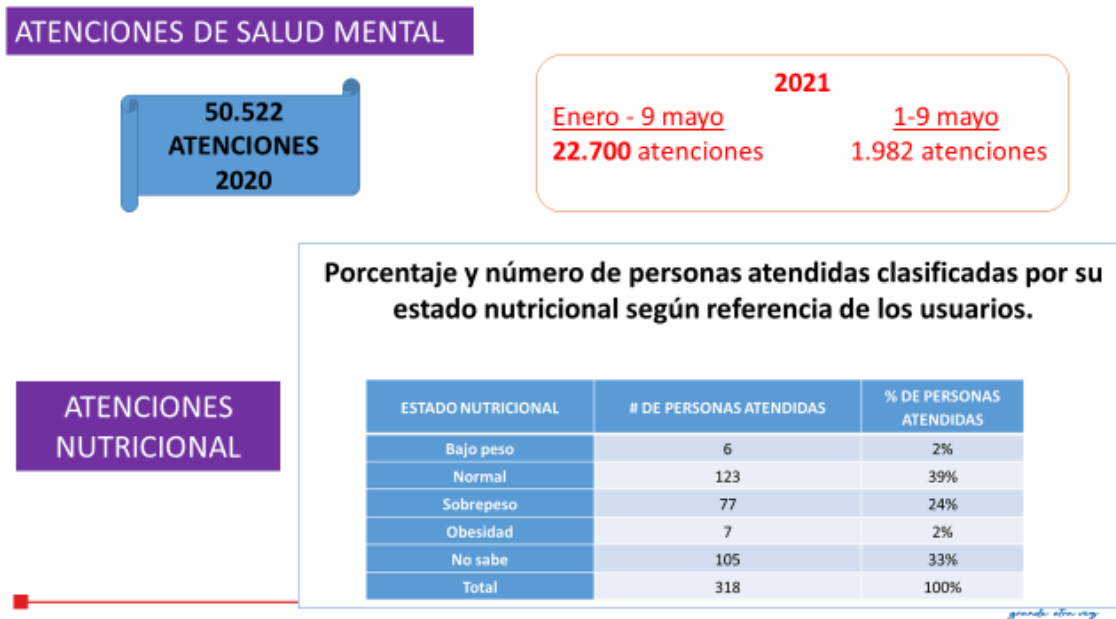 ATENCIONES DE SALUD MENTAL
50.522
ATENCIONES
2020
2021
Enero - 9 mayo 1-9 mayo
22.700 atenciones 1.982 atenciones
Porcentaje y número de personas atendidas clasificadas por su
estado nutricional según referencia de los usuarios.
ATENCIONES
NUTRICIONAL
ESTADO NUTRICIONAL # DE PERSONAS ATENDIDAS % DE PERSONAS ATENDIDAS
Bajo peso 6 2%
Normal 123 39%
Sobrepeso 77 24%
Obesidad 7 2%
No sabe 105 33%
Total 318 100%
grande otra vez